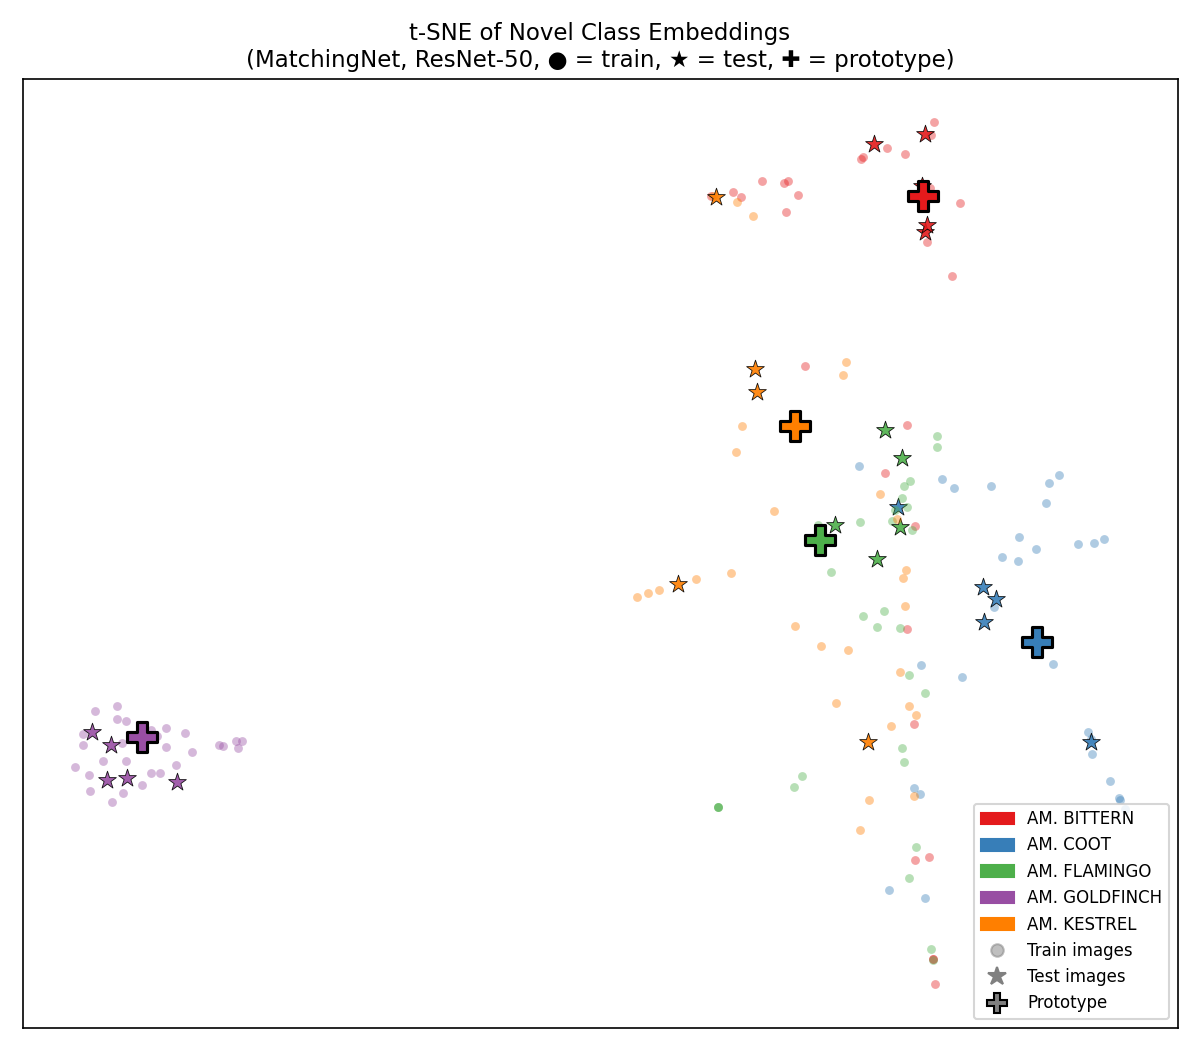 t-SNE of Novel Class Embeddings
(MatchingNet, ResNet-50, ● = train, ★ = test, ✚ = prototype)
AM. BITTERN
AM. COOT
AM. FLAMINGO
AM. GOLDFINCH
AM. KESTREL
Train images
Test images
Prototype